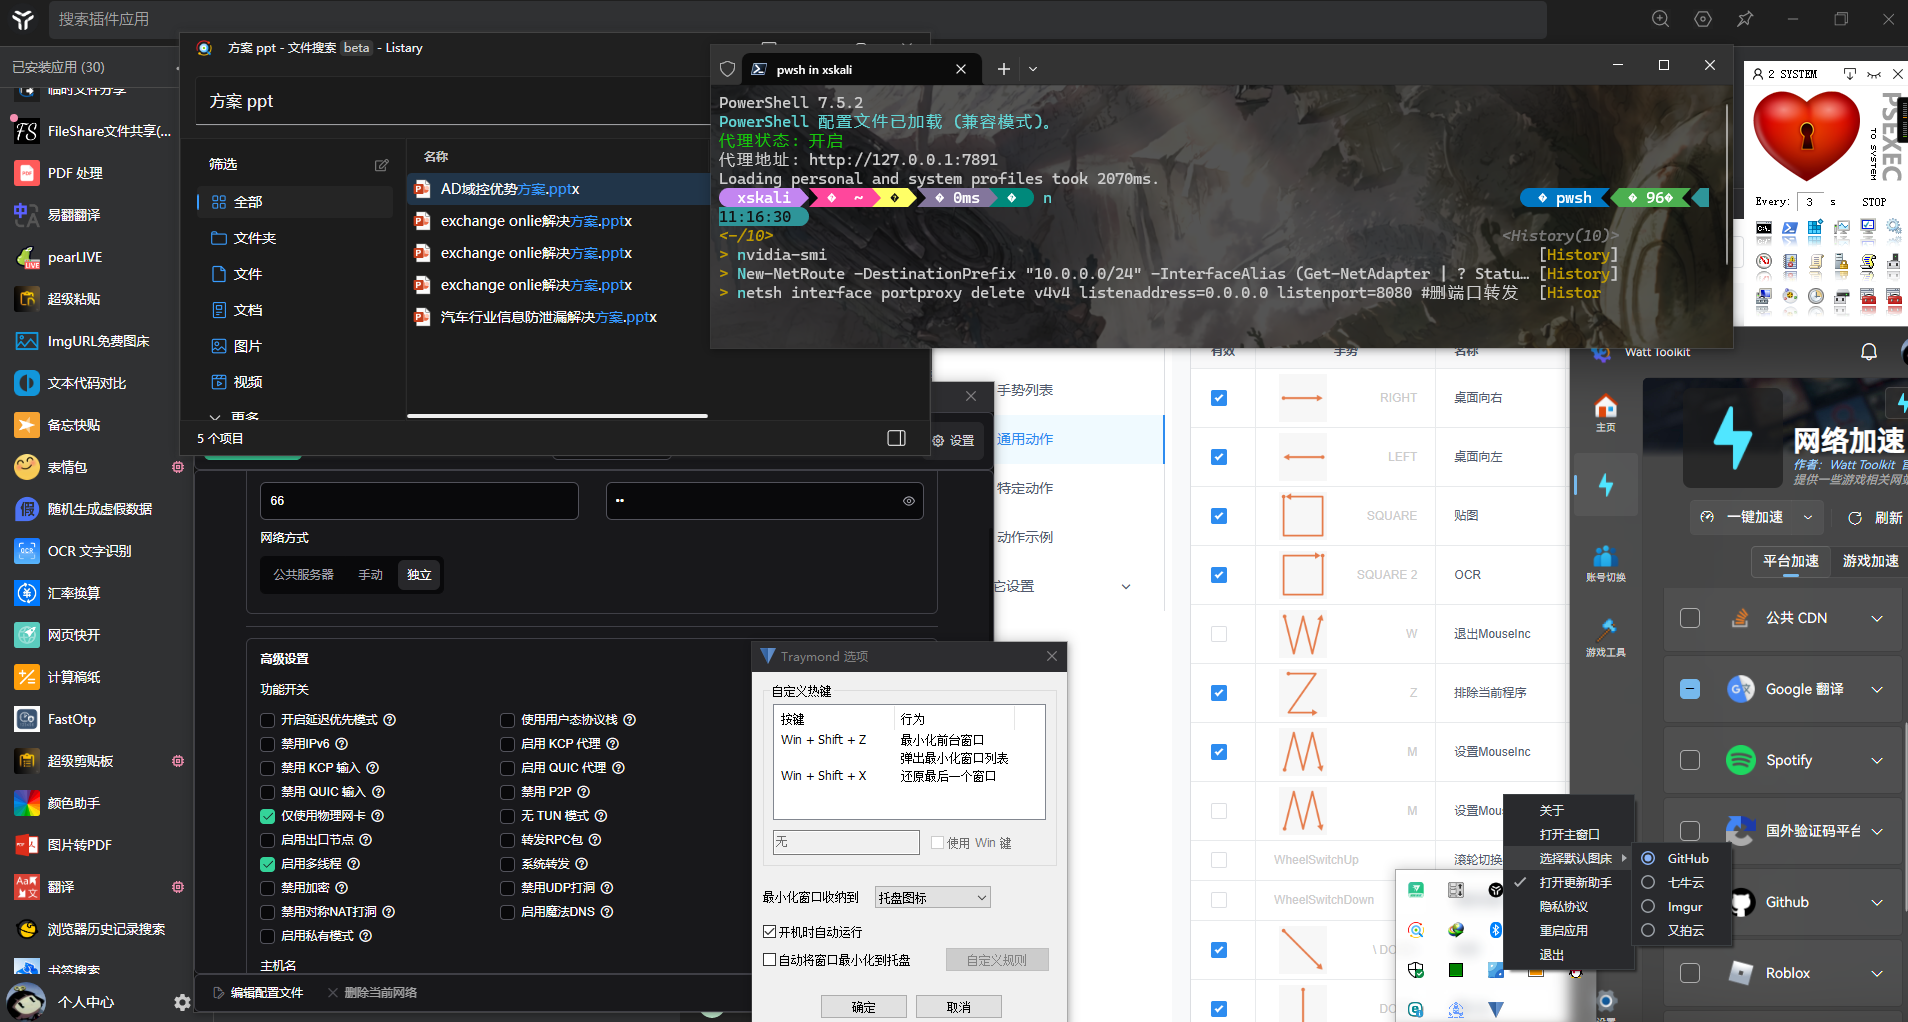 搜索插件应用
已安装应用 (30)
临时文件分享
FileShare文件共享(...
PDF 处理
易翻翻译
pearLIVE
超级粘贴
ImgURL免费图床
文本代码对比
备忘快贴
表情包
随机生成虚假数据
OCR 文字识别
汇率换算
网页快开
计算稿纸
FastOtp
超级剪贴板
颜色助手
图片转PDF
翻译
浏览器历史记录搜索
书签搜索
个人中心
方案 ppt - 文件搜索 beta - Listary
方案 ppt
筛选
全部
文件夹
文件
文档
图片
视频
更多
名称
AD域控优势方案.pptx
exchange onlie解决方案.pptx
exchange onlie解决方案.pptx
exchange onlie解决方案.pptx
汽车行业信息防泄漏解决方案.pptx
5 个项目
设置
66
••
网络方式
公共服务器 手动 独立
高级设置
功能开关
开启延迟优先模式
使用用户态协议栈
禁用IPv6
启用 KCP 代理
禁用 KCP 输入
启用 QUIC 代理
禁用 QUIC 输入
禁用 P2P
仅使用物理网卡
无 TUN 模式
启用出口节点
转发RPC包
启用多线程
系统转发
禁用加密
禁用UDP打洞
禁用对称NAT打洞
启用魔法DNS
启用私有模式
主机名
编辑配置文件
删除当前网络
pwsh in xskali
PowerShell 7.5.2
PowerShell 配置文件已加载 (兼容模式)。
代理状态: 开启
代理地址: http://127.0.0.1:7891
Loading personal and system profiles took 2070ms.
xskali ~ 0ms n
pwsh 96
11:16:30
<-/10> <History(10)>
> nvidia-smi [History]
> New-NetRoute -DestinationPrefix "10.0.0.0/24" -InterfaceAlias (Get-NetAdapter | ? Statu… [History]
> netsh interface portproxy delete v4v4 listenaddress=0.0.0.0 listenport=8080 #删端口转发 [Histor
手势列表
通用动作
特定动作
动作示例
它设置
有效 手势 名称
RIGHT 桌面向右
LEFT 桌面向左
SQUARE 贴图
SQUARE 2 OCR
W 退出MouseInc
Z 排除当前程序
M 设置MouseInc
M 设置Mous
WheelSwitchUp 滚轮切换
WheelSwitchDown
\ DO
DO
Traymond 选项
自定义热键
按键 行为
Win + Shift + Z 最小化前台窗口
弹出最小化窗口列表
Win + Shift + X 还原最后一个窗口
无
使用 Win 键
最小化窗口收纳到 托盘图标
开机时自动运行
自动将窗口最小化到托盘
自定义规则
确定 取消
关于
打开主窗口
选择默认图床
打开更新助手
隐私协议
重启应用
退出
GitHub
七牛云
Imgur
又拍云
2 SYSTEM
PSEXEC
TO SYSTEM
Every: 3 s STOP
Watt Toolkit
主页
账号切换
游戏工具
网络加速
作者: Watt Toolkit 官
提供一些游戏相关网站
一键加速
刷新
平台加速 游戏加速
公共 CDN
Google 翻译
Spotify
国外验证码平台
Github
Roblox